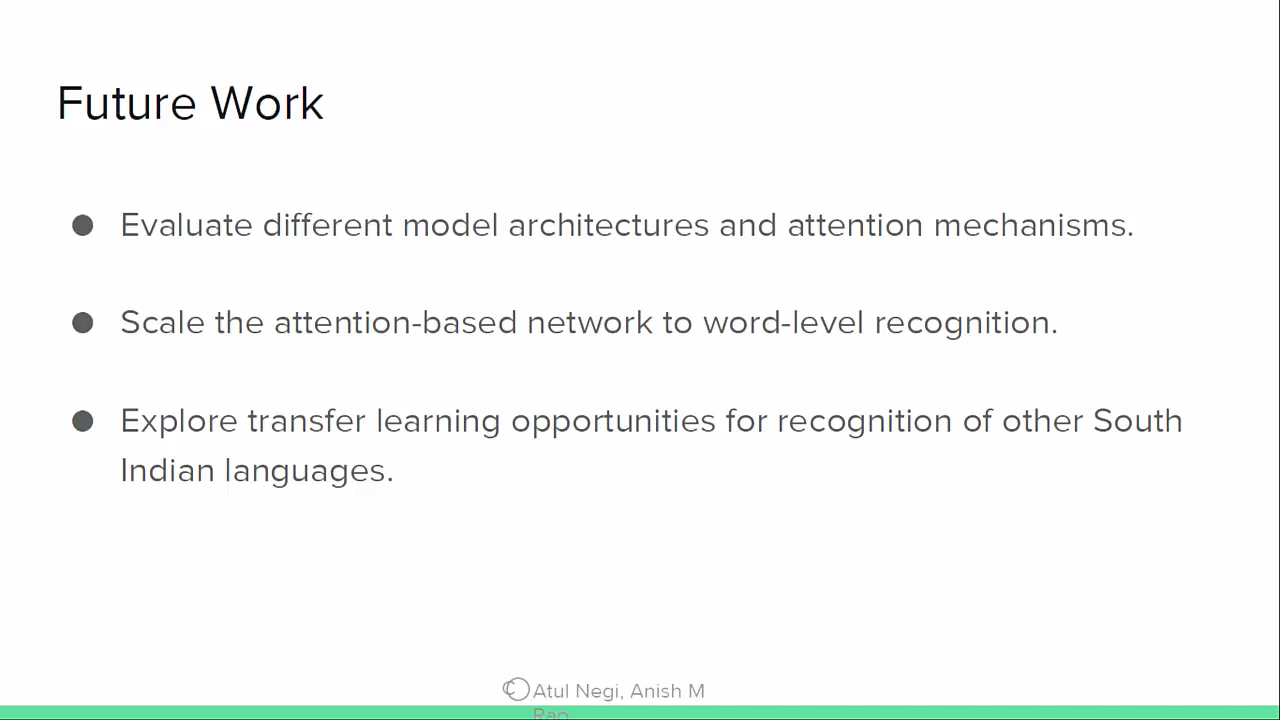 Future Work
● Evaluate different model architectures and attention mechanisms.
● Scale the attention-based network to word-level recognition.
● Explore transfer learning opportunities for recognition of other South
Indian languages.
© Atul Negi, Anish M
Rao